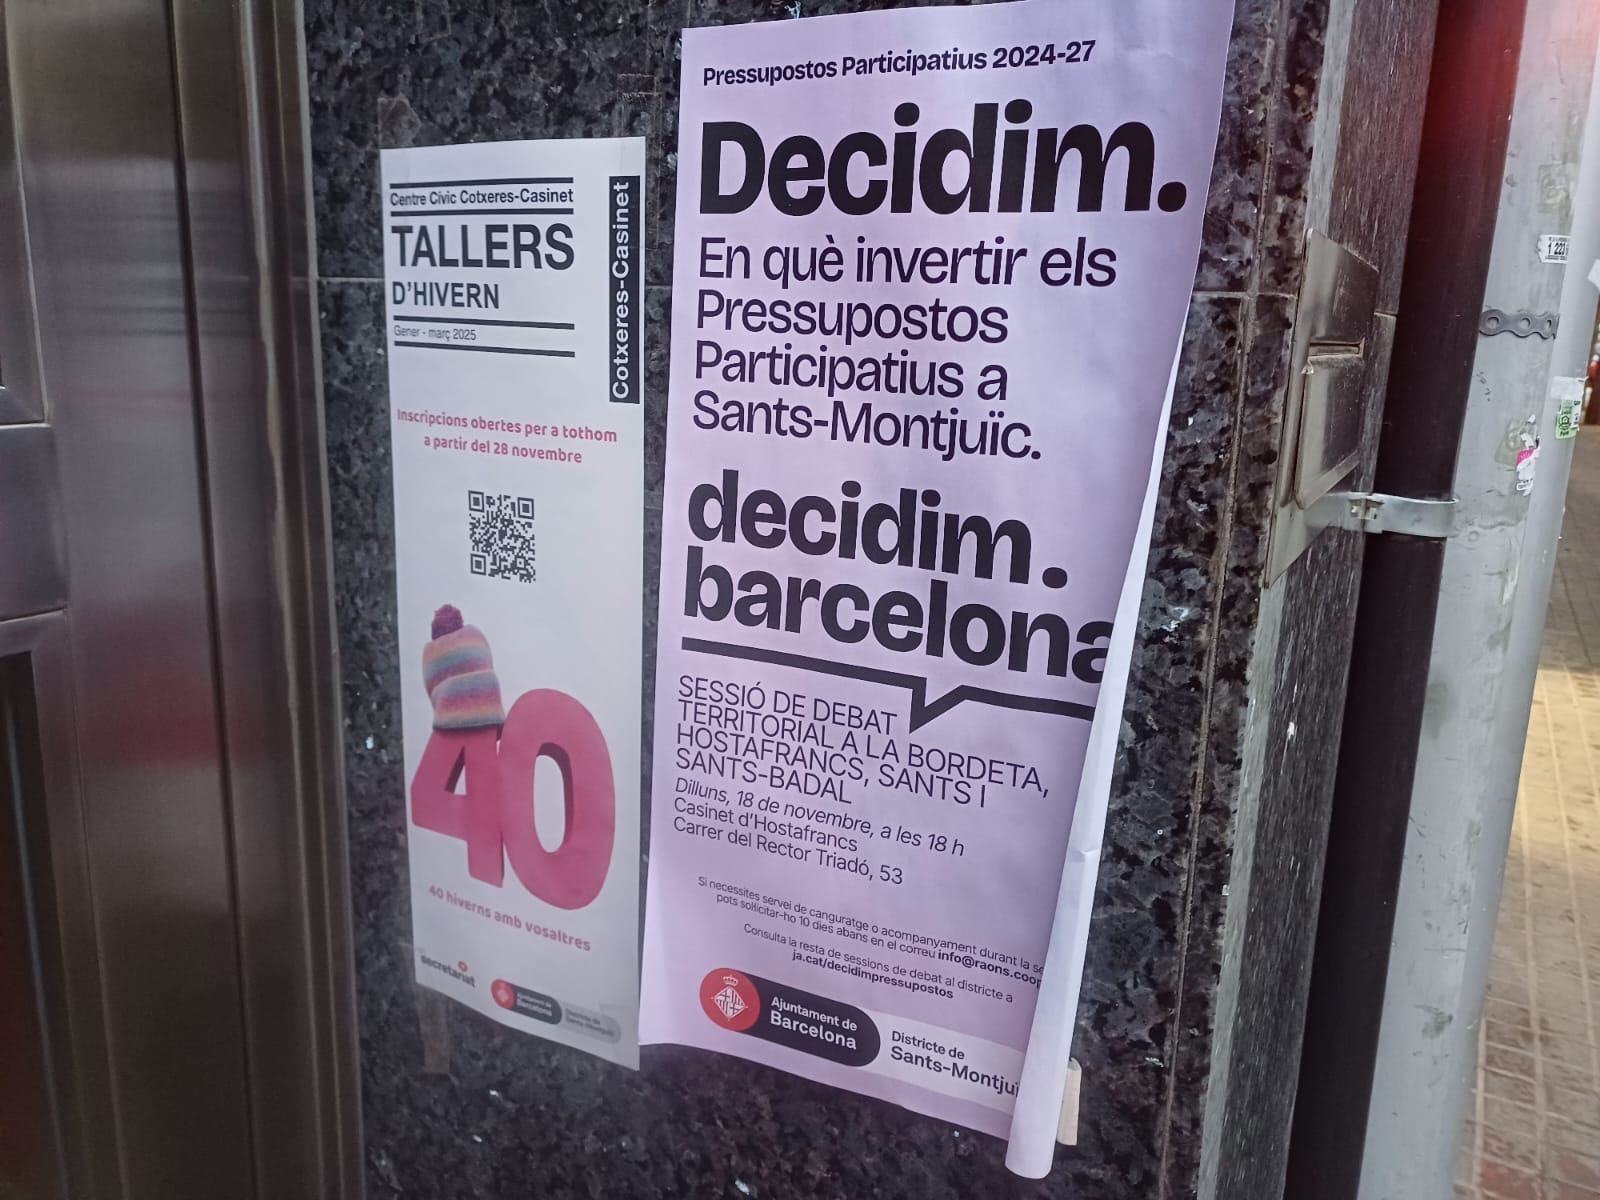 Centre Cívic Cotxeres-Casinet
TALLERS
D'HIVERN
Gener - març 2025
Cotxeres-Casinet
Inscripcions obertes per a tothom
a partir del 28 novembre
40
40 hiverns amb vosaltres
secretariat
Pressupostos Participatius 2024-27
Decidim.
En què invertir els
Pressupostos
Participatius a
Sants-Montjuïc.
decidim.
barcelona
SESSIÓ DE DEBAT
TERRITORIAL A LA BORDETA,
HOSTAFRANCS, SANTS I
SANTS-BADAL
Dilluns, 18 de novembre, a les 18 h
Casinet d'Hostafrancs
Carrer del Rector Triadó, 53
Si necessites servei de canguratge o acompanyament durant la se
pots sol·licitar-ho 10 dies abans en el correu info@raons.coop
Consulta la resta de sessions de debat al districte a
ja.cat/decidimpressupostos
Ajuntament de
Barcelona
Districte de
Sants-Montjuï
1 223